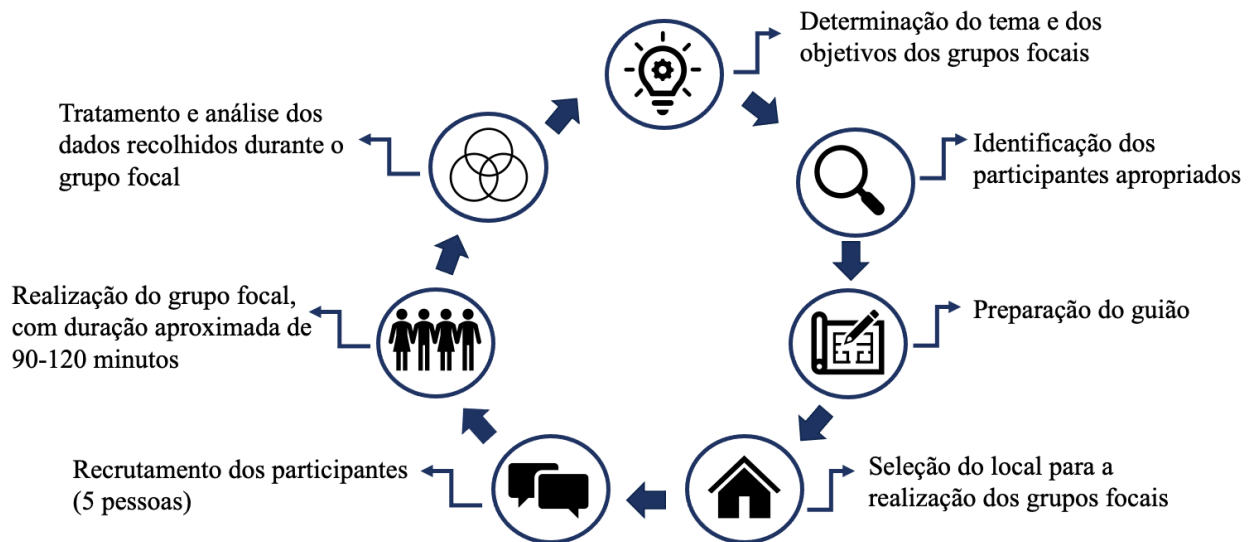 Determinação do tema e dos
objetivos dos grupos focais
Identificação dos
participantes apropriados
Preparação do guião
Seleção do local para a
realização dos grupos focais
Recrutamento dos participantes
(5 pessoas)
Realização do grupo focal,
com duração aproximada de
90-120 minutos
Tratamento e análise dos
dados recolhidos durante o
grupo focal